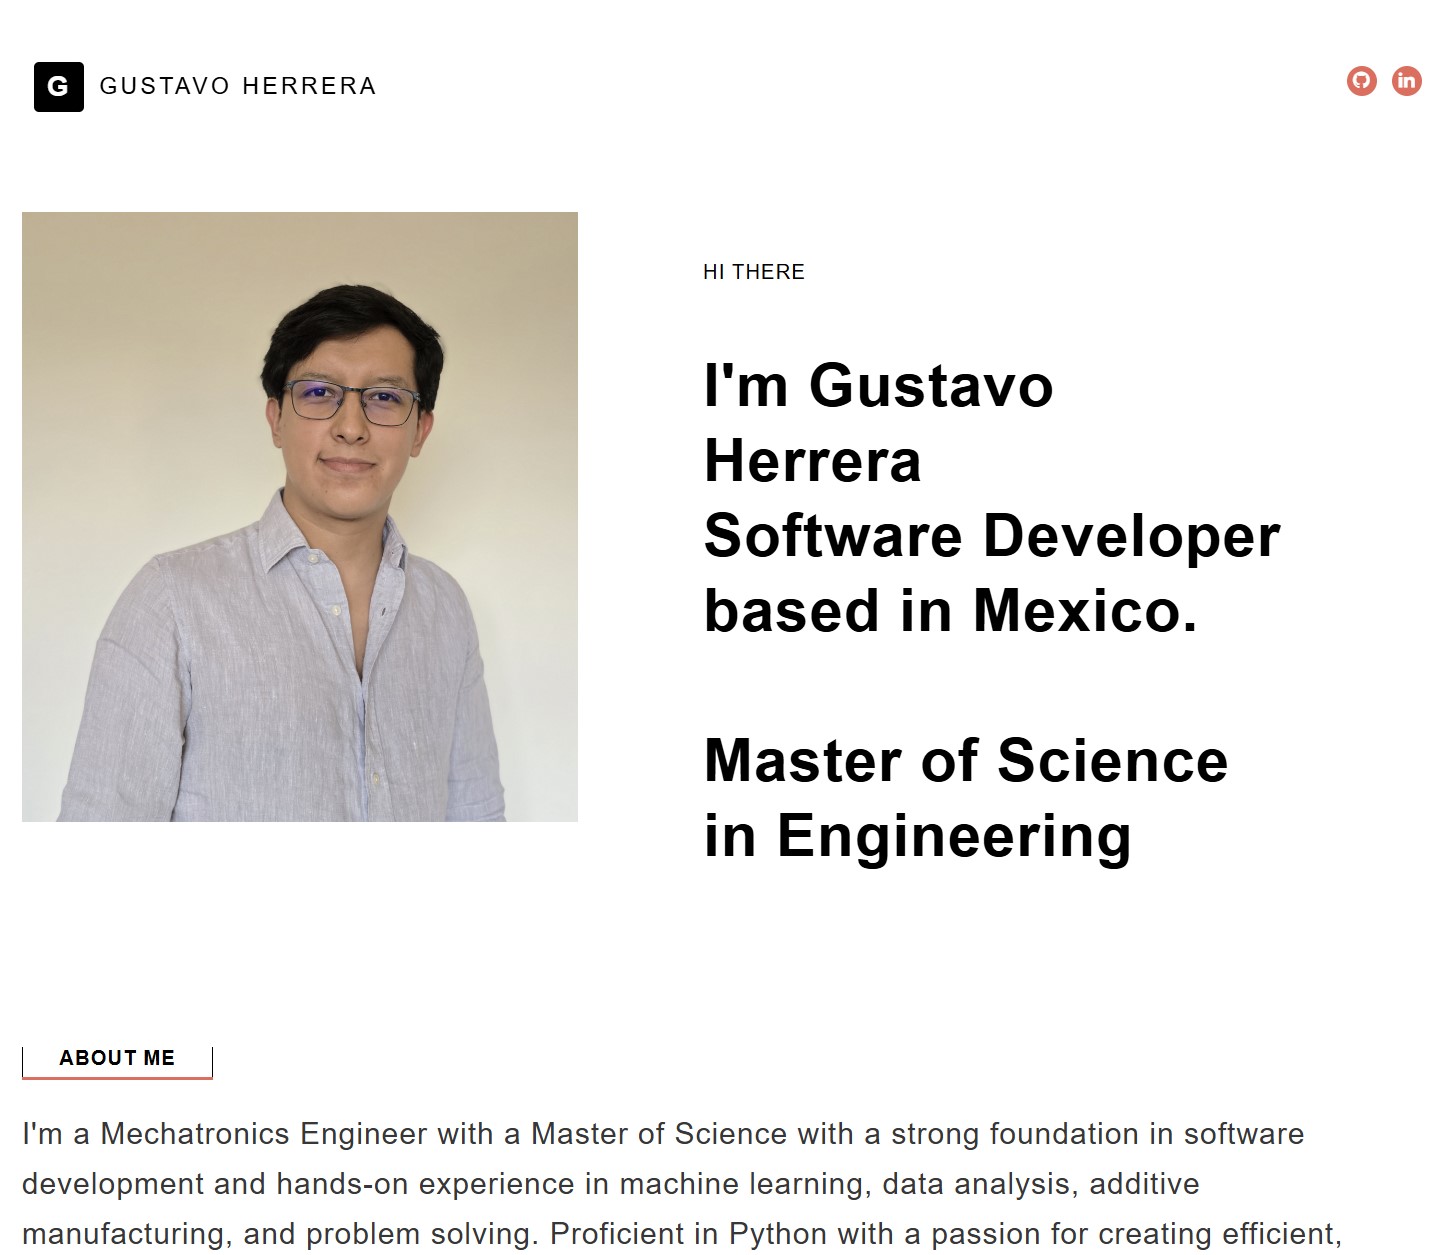 G GUSTAVO HERRERA
in
HI THERE
I'm Gustavo
Herrera
Software Developer
based in Mexico.
Master of Science
in Engineering
ABOUT ME
I'm a Mechatronics Engineer with a Master of Science with a strong foundation in software
development and hands-on experience in machine learning, data analysis, additive
manufacturing, and problem solving. Proficient in Python with a passion for creating efficient,